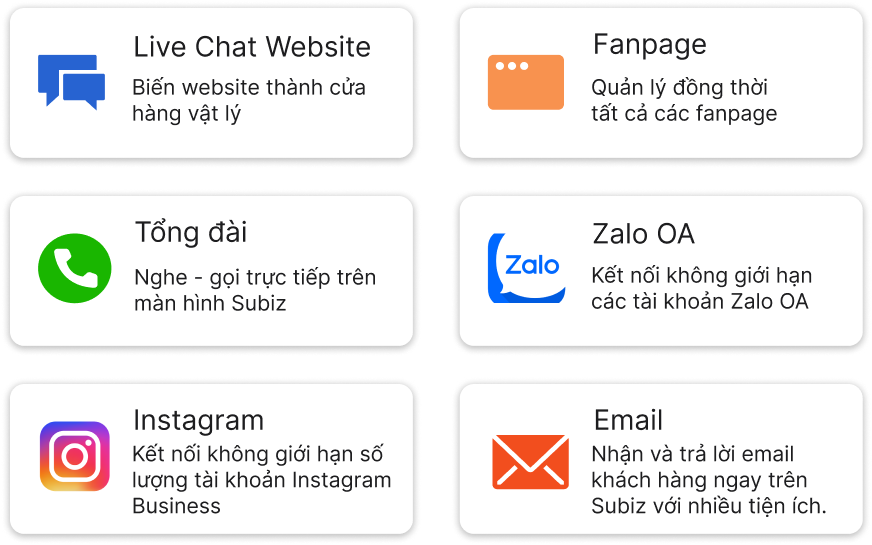 Live Chat Website
Biến website thành cửa
hàng vật lý
Fanpage
Quản lý đồng thời
tất cả các fanpage
Tổng đài
Nghe - gọi trực tiếp trên
màn hình Subiz
Zalo
Zalo OA
Kết nối không giới hạn
các tài khoản Zalo OA
Instagram
Kết nối không giới hạn số
lượng tài khoản Instagram
Business
Email
Nhận và trả lời email
khách hàng ngay trên
Subiz với nhiều tiện ích.